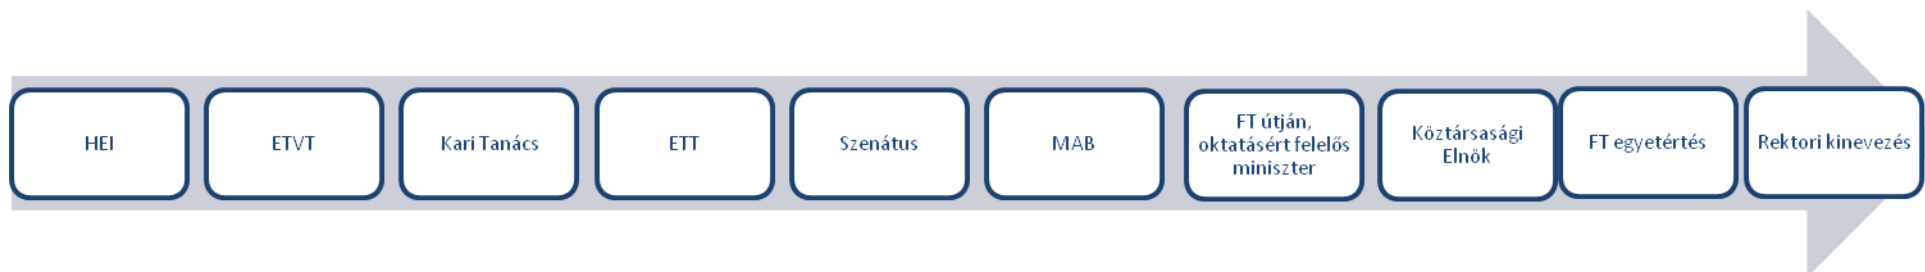 HEI
ETVT
Kari Tanács
ETT
Szenátus
MAB
FT útján,
oktatásért felelős
miniszter
Köztársasági
Elnök
FT egyetértés
Rektori kinevezés